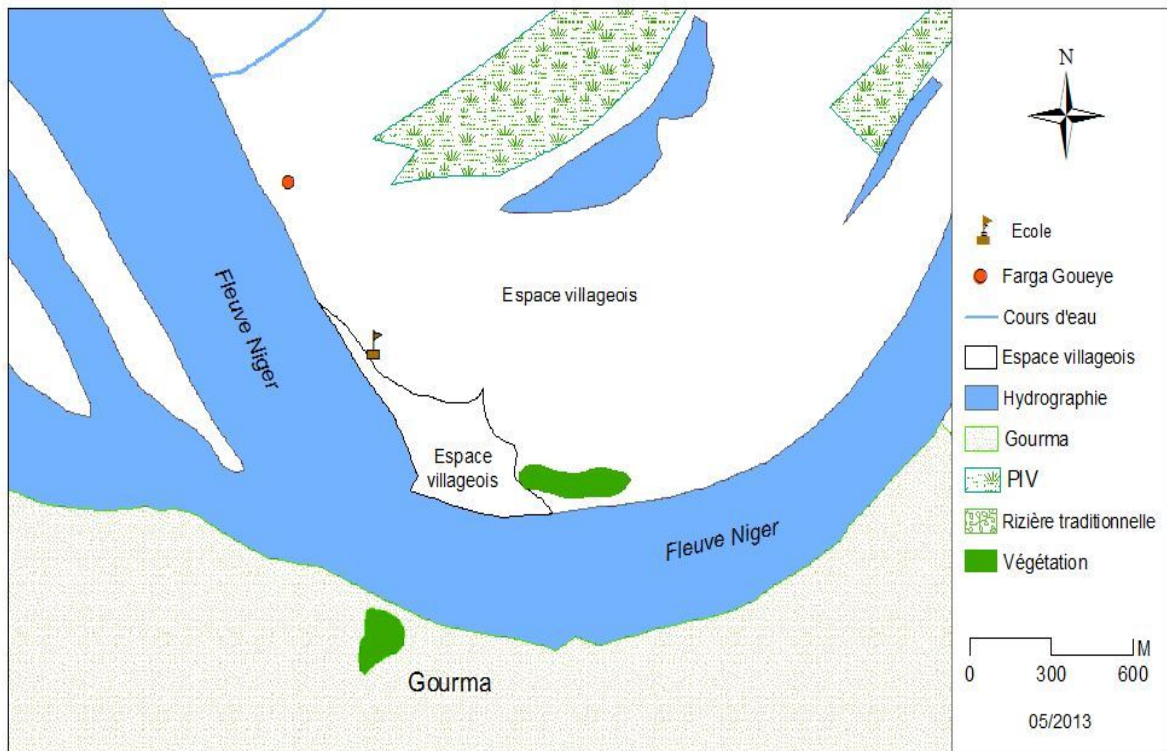 Fleuve Niger
Espace villageois
Espace
villageois
Fleuve Niger
Gourma
N
Ecole
Farga Goueye
Cours d'eau
Espace villageois
Hydrographie
Gourma
PIV
Rizière traditionnelle
Végétation
M
0 300 600
05/2013